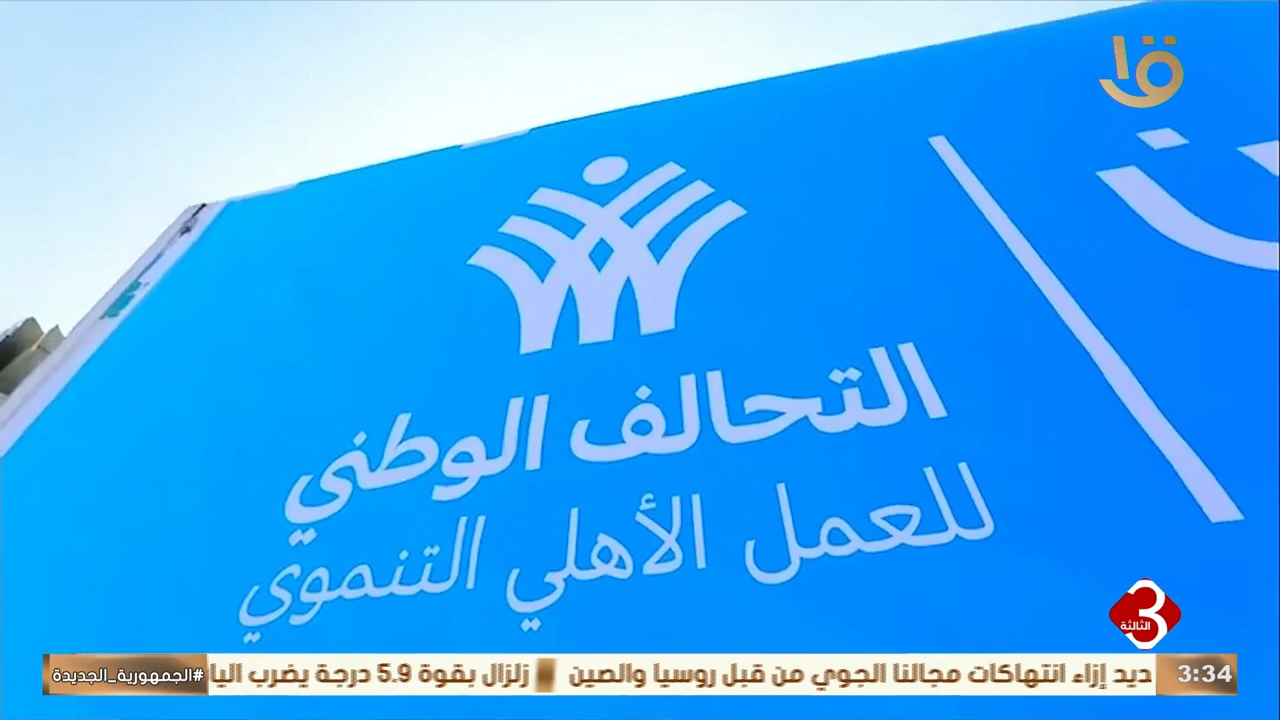 التحالف الوطني
للعمل الأهلي التنموي
3
الثالثة
3:34
ديد إزاء انتهاكات مجالنا الجوي من قبل روسيا والصين
زلزال بقوة 5.9 درجة يضرب اليا
#الجمهورية_الجديدة